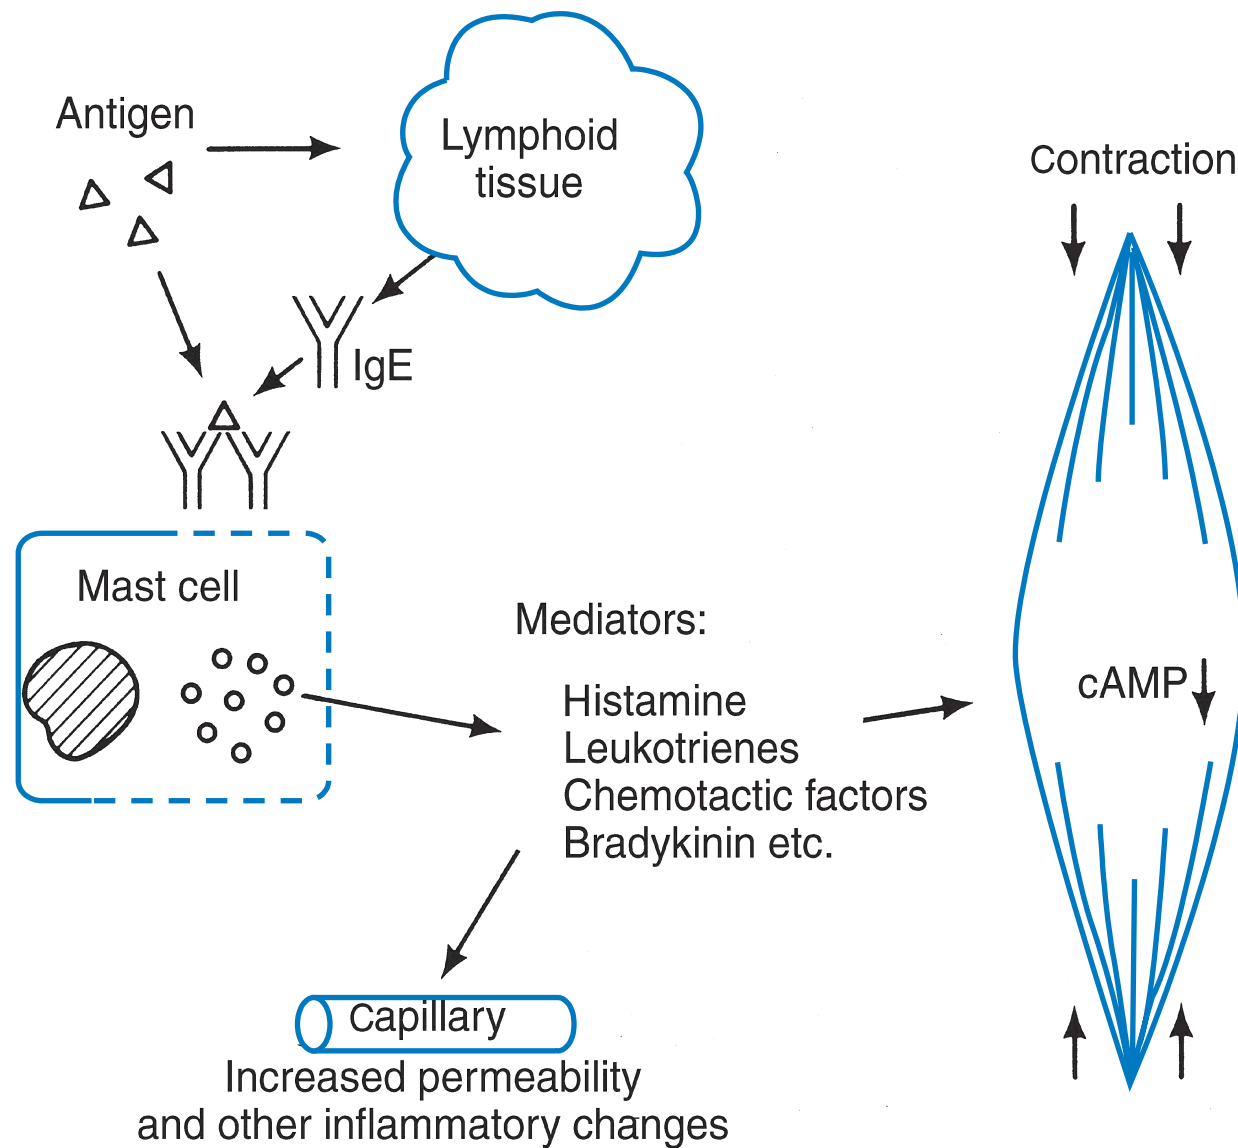 Antigen
Lymphoid
tissue
Contraction
IgE
Mast cell
Mediators:
Histamine
Leukotrienes
Chemotactic factors
Bradykinin etc.
cAMP
Capillary
Increased permeability
and other inflammatory changes